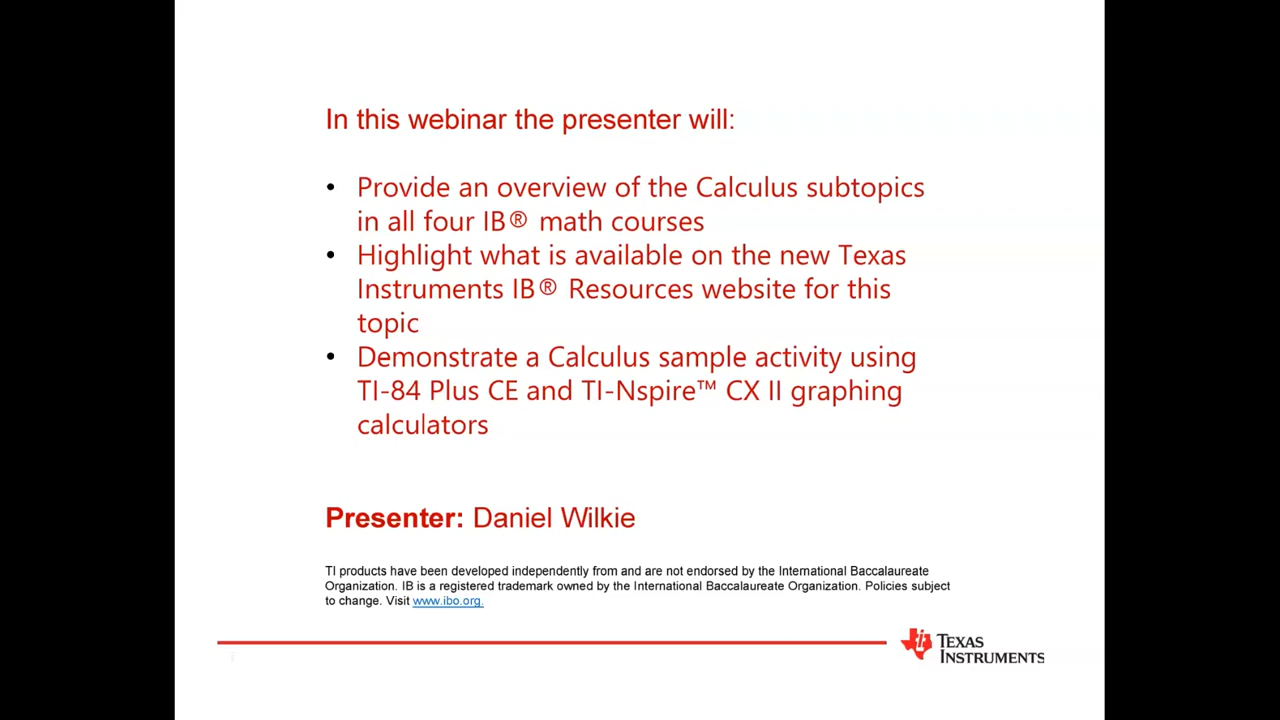 In this webinar the presenter will:
• Provide an overview of the Calculus subtopics
in all four IB® math courses
• Highlight what is available on the new Texas
Instruments IB® Resources website for this
topic
• Demonstrate a Calculus sample activity using
TI-84 Plus CE and TI-Nspire™ CX II graphing
calculators
Presenter: Daniel Wilkie
TI products have been developed independently from and are not endorsed by the International Baccalaureate
Organization. IB is a registered trademark owned by the International Baccalaureate Organization. Policies subject
to change. Visit www.ibo.org.
TEXAS
INSTRUMENTS